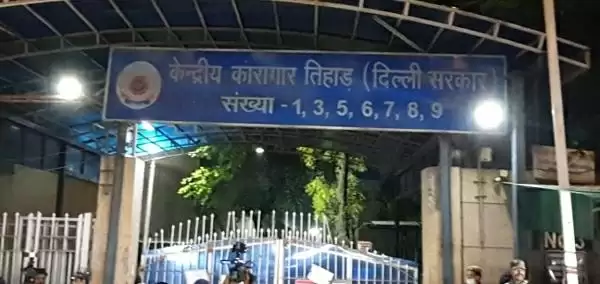 केन्द्रीय कारागार तिहाड़ (दिल्ली सरकार)
संख्या - 1, 3, 5, 6, 7, 8, 9